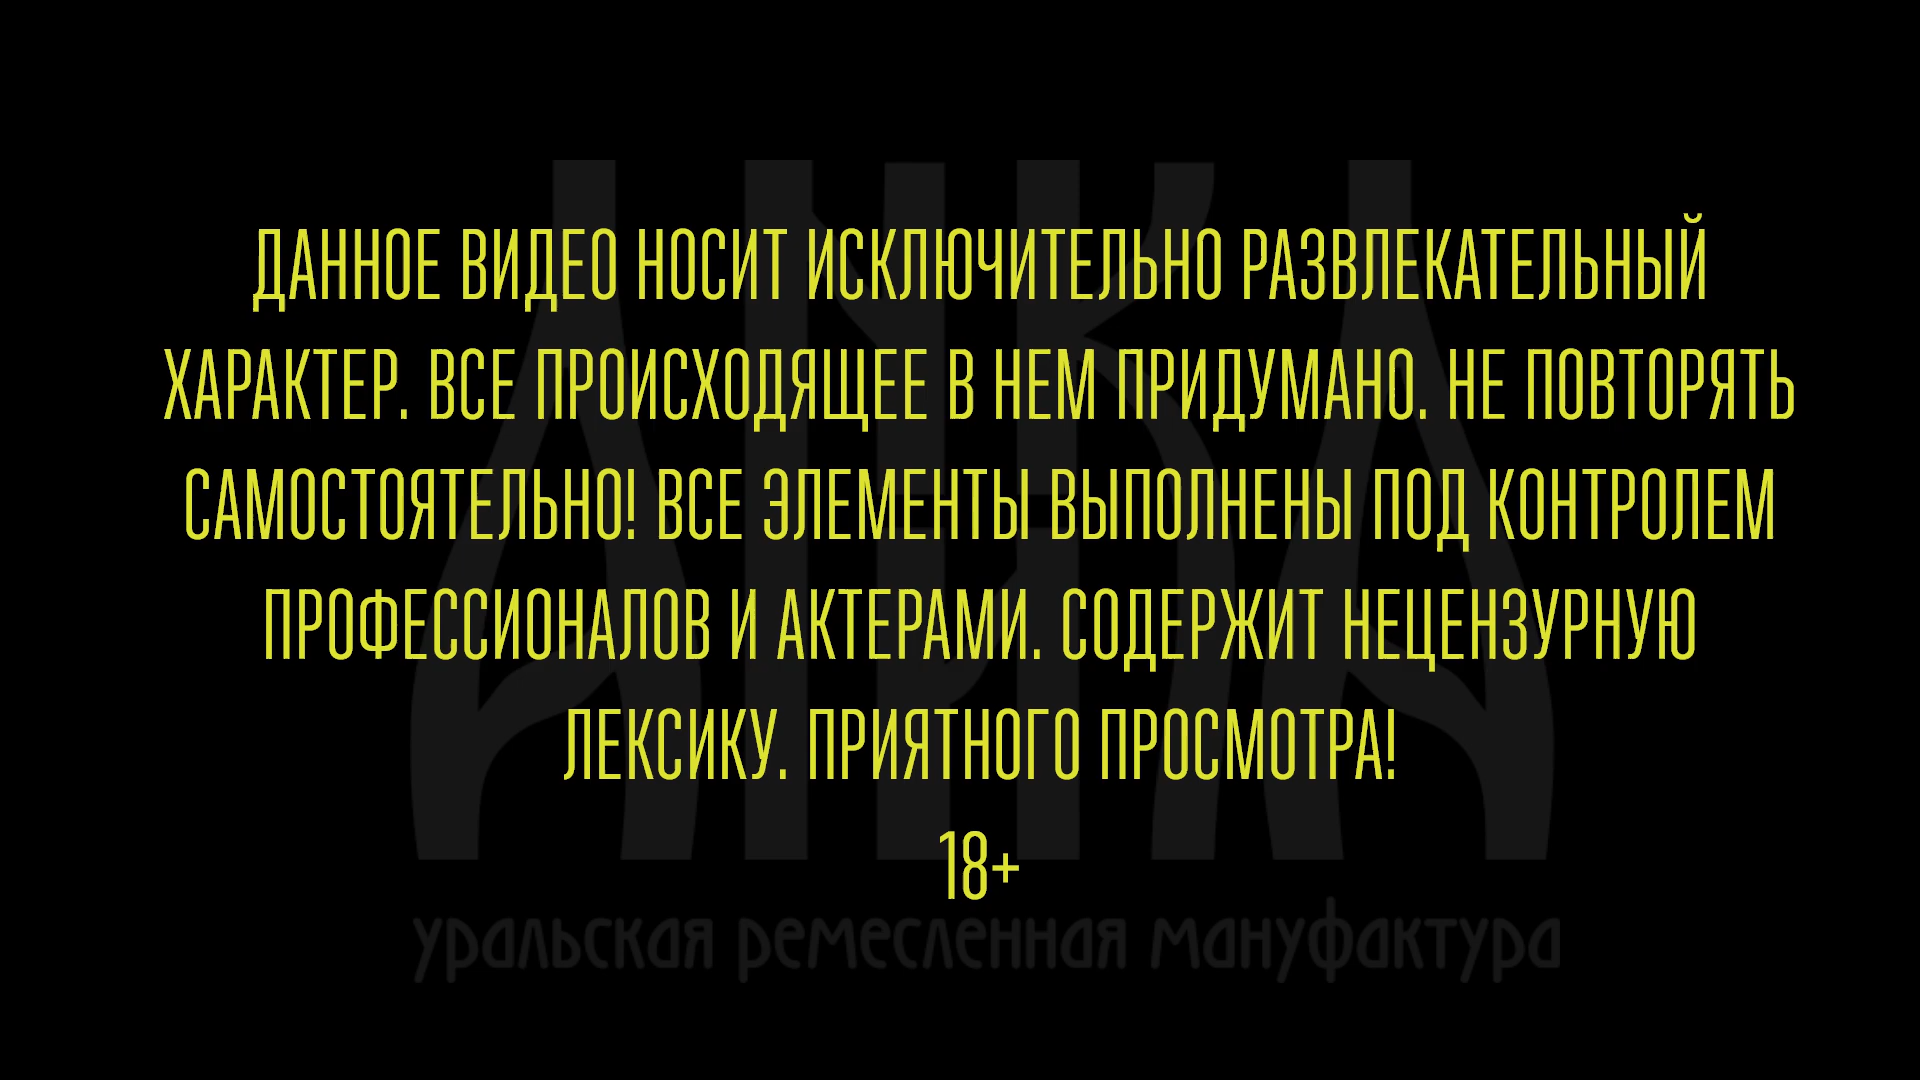 ДАННОЕ ВИДЕО НОСИТ ИСКЛЮЧИТЕЛЬНО РАЗВЛЕКАТЕЛЬНЫЙ
ХАРАКТЕР. ВСЕ ПРОИСХОДЯЩЕЕ В НЕМ ПРИДУМАНО. НЕ ПОВТОРЯТЬ
САМОСТОЯТЕЛЬНО! ВСЕ ЭЛЕМЕНТЫ ВЫПОЛНЕНЫ ПОД КОНТРОЛЕМ
ПРОФЕССИОНАЛОВ И АКТЕРАМИ. СОДЕРЖИТ НЕЦЕНЗУРНУЮ
ЛЕКСИКУ. ПРИЯТНОГО ПРОСМОТРА!
18+
уральская ремесленная мануфактура